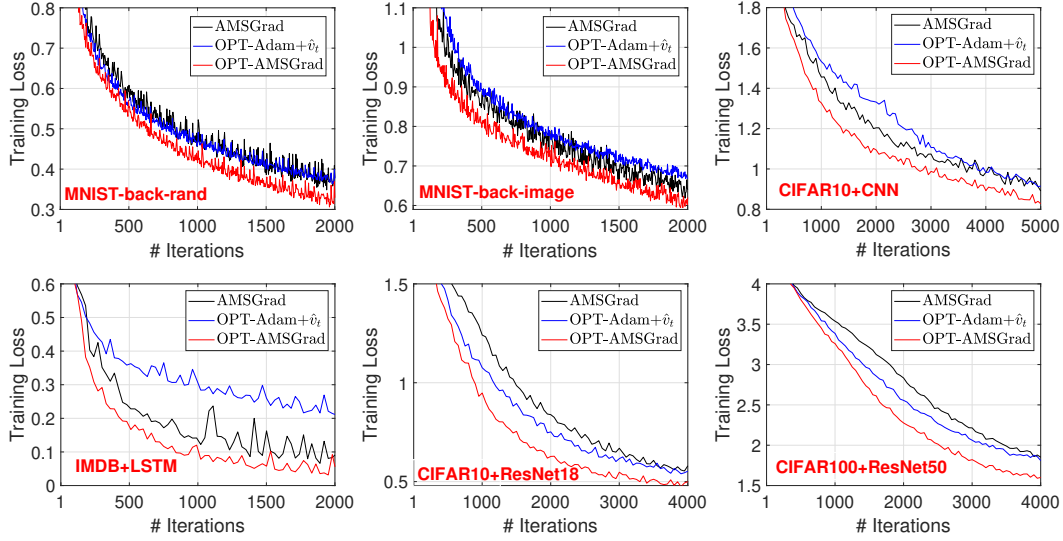 0.8
0.7
0.6
0.5
0.4
0.3
Training Loss
AMSGrad
OPT-Adam+v̂ₜ
OPT-AMSGrad
MNIST-back-rand
1 500 1000 1500 2000
# Iterations
1.1
1
0.9
0.8
0.7
0.6
Training Loss
AMSGrad
OPT-Adam+v̂ₜ
OPT-AMSGrad
MNIST-back-image
1 500 1000 1500 2000
# Iterations
1.8
1.6
1.4
1.2
1
0.8
Training Loss
AMSGrad
OPT-Adam+v̂ₜ
OPT-AMSGrad
CIFAR10+CNN
1 1000 2000 3000 4000 5000
# Iterations
0.6
0.5
0.4
0.3
0.2
0.1
0
Training Loss
AMSGrad
OPT-Adam+v̂ₜ
OPT-AMSGrad
IMDB+LSTM
1 500 1000 1500 2000
# Iterations
1.5
1
0.5
Training Loss
AMSGrad
OPT-Adam+v̂ₜ
OPT-AMSGrad
CIFAR10+ResNet18
1 1000 2000 3000 4000
# Iterations
4
3.5
3
2.5
2
1.5
Training Loss
AMSGrad
OPT-Adam+v̂ₜ
OPT-AMSGrad
CIFAR100+ResNet50
1 1000 2000 3000 4000
# Iterations